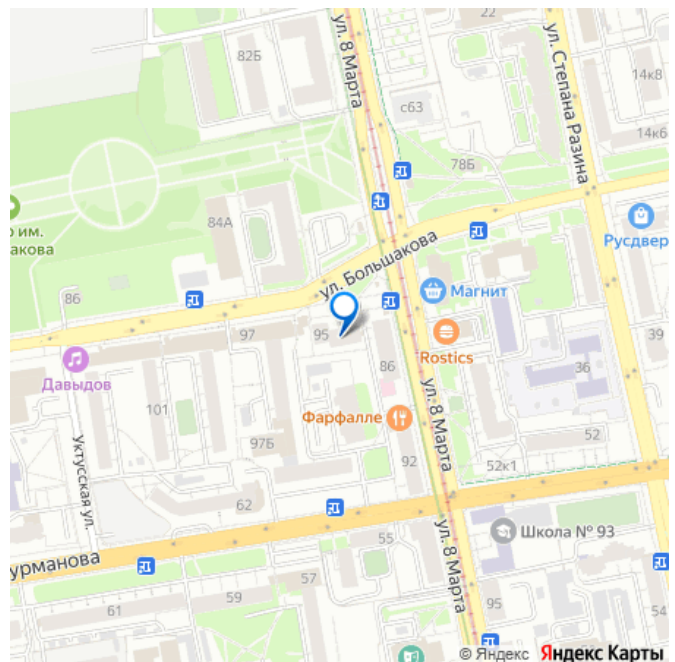 22
ул. 8 Марта
82Б
ул. Степана Разина
14к8
с63
14к6
78Б
84А
о им.
акова
Русдвер
ул. Большакова
86
Магнит
97
95
39
Rostics
Давыдов
86
36
101
ул. 8 Марта
Фарфалле
97Б
52
Уктусская ул.
92
52к1
62
Школа № 93
55
ул. 8 Марта
урманова
57
59
95
61
54
© Яндекс Яндекс Карты